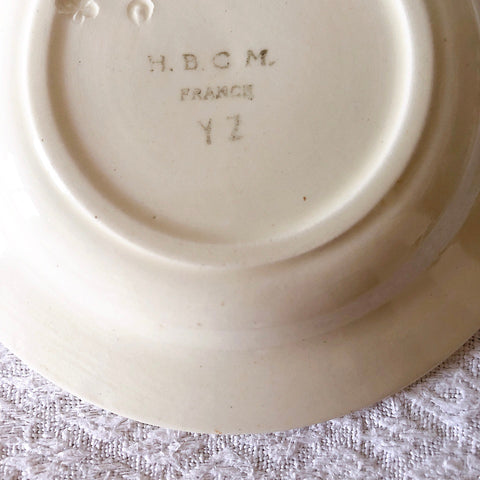 H. B. C M.
FRANCE
Y Z